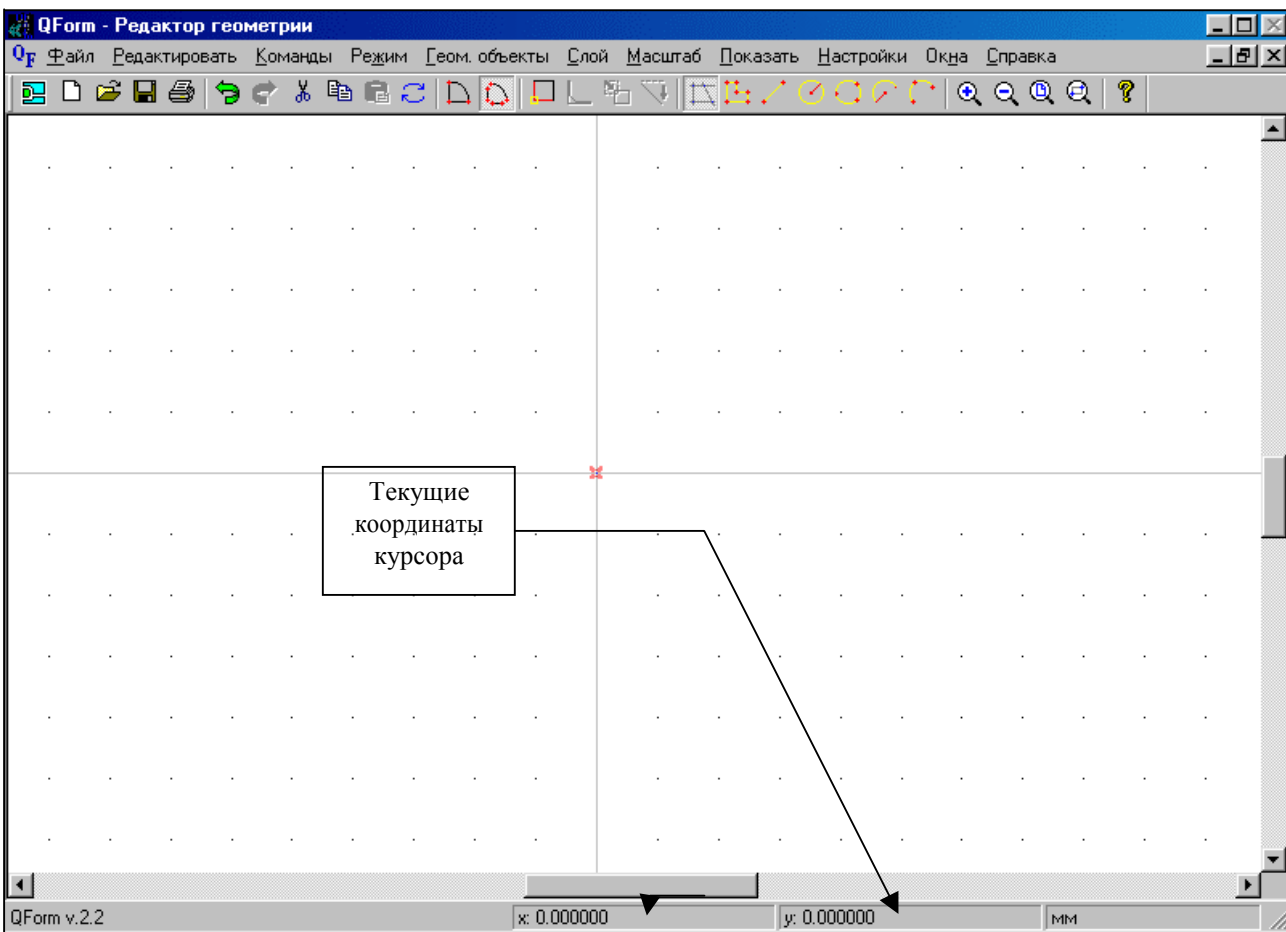 QForm - Редактор геометрии
QF Файл Редактировать Команды Режим Геом. объекты Слой Масштаб Показать Настройки Окна Справка
Текущие
координаты
курсора
QForm v.2.2 x: 0.000000 y: 0.000000 мм